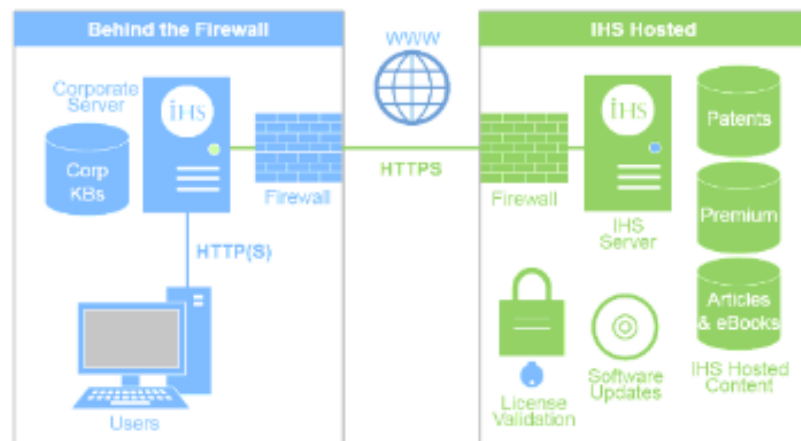 Behind the Firewall
Corporate
Server
iHS
Corp
KBs
Firewall
HTTP(S)
Users
WWW
HTTPS
IHS Hosted
Firewall
iHS
IHS
Server
Patents
Premium
Articles
& eBooks
IHS Hosted
Content
License
Validation
Software
Updates